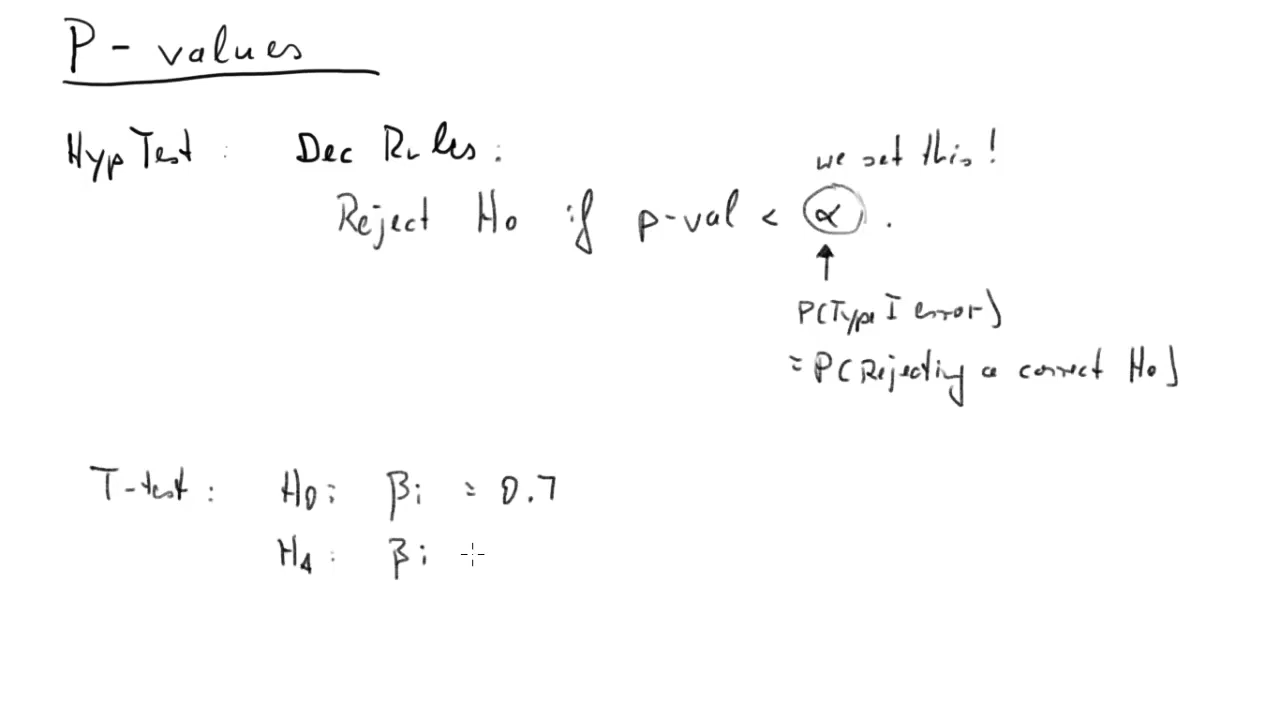 P - values
Hyp Test : Dec Rules :
we set this !
Reject H0 if p-val < α .
P(Type I error)
= P(Rejecting a correct H0)
T-test : H0 : βi = 0.7
HA : βi